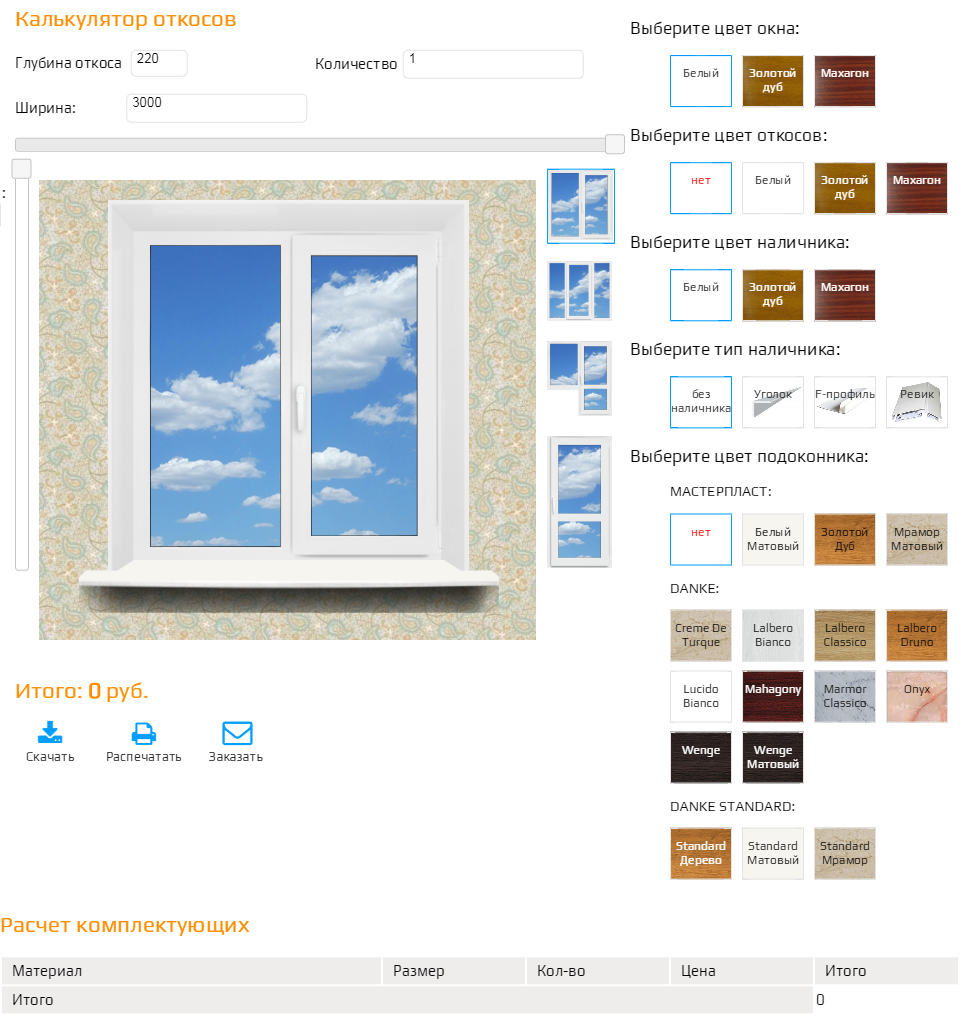 Калькулятор откосов
Глубина откоса 220
Количество 1
Ширина: 3000
:
Выберите цвет окна:
Белый
Золотой
дуб
Махагон
Выберите цвет откосов:
нет
Белый
Золотой
дуб
Махагон
Выберите цвет наличника:
Белый
Золотой
дуб
Махагон
Выберите тип наличника:
без
наличника
Уголок
F-профиль
Ревик
Выберите цвет подоконника:
МАСТЕРПЛАСТ:
нет
Белый
Матовый
Золотой
Дуб
Мрамор
Матовый
DANKE:
Creme De
Turque
Lalbero
Bianco
Lalbero
Classico
Lalbero
Druno
Lucido
Bianco
Mahagony
Marmor
Classico
Onyx
Wenge
Wenge
Матовый
DANKE STANDARD:
Standard
Дерево
Standard
Матовый
Standard
Мрамор
Итого: 0 руб.
Скачать
Распечатать
Заказать
Расчет комплектующих
Материал Размер Кол-во Цена Итого
Итого 0